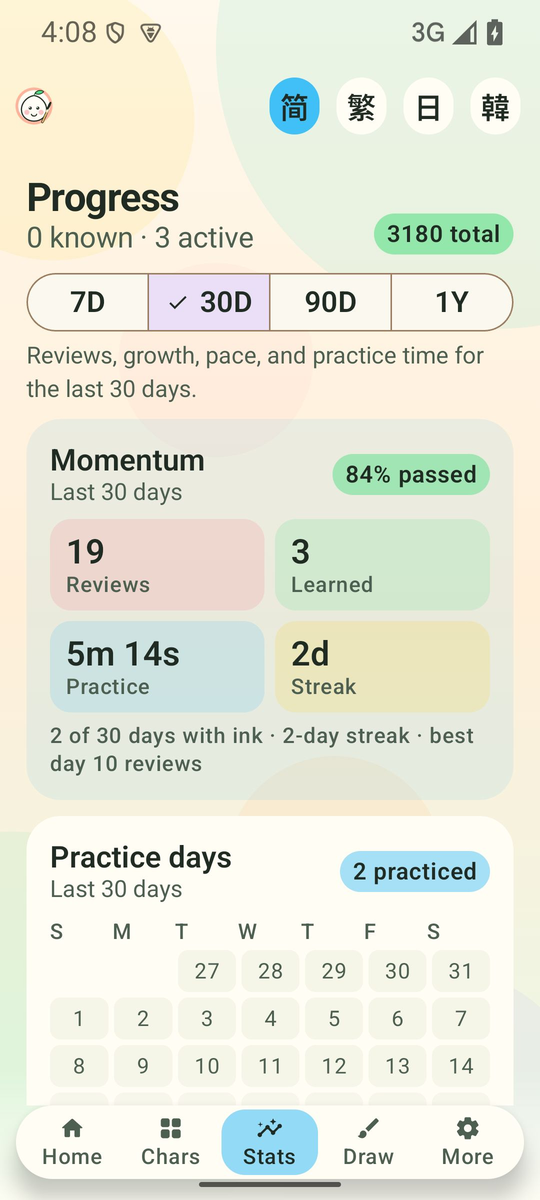 4:08
3G
简 繁 日 韓
Progress
0 known · 3 active
3180 total
7D 30D 90D 1Y
Reviews, growth, pace, and practice time for
the last 30 days.
Momentum
Last 30 days
84% passed
19
Reviews
3
Learned
5m 14s
Practice
2d
Streak
2 of 30 days with ink · 2-day streak · best
day 10 reviews
Practice days
Last 30 days
2 practiced
S M T W T F S
27 28 29 30 31
1 2 3 4 5 6 7
8 9 10 11 12 13 14
Home Chars Stats Draw More